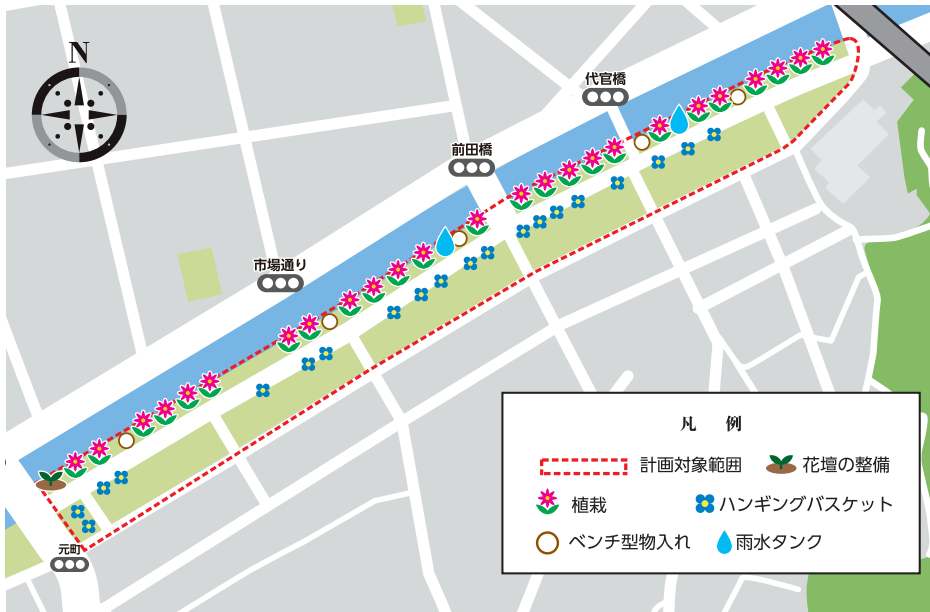 N
代官橋
前田橋
市場通り
元町
凡 例
計画対象範囲
花壇の整備
植栽
ハンギングバスケット
ベンチ型物入れ
雨水タンク